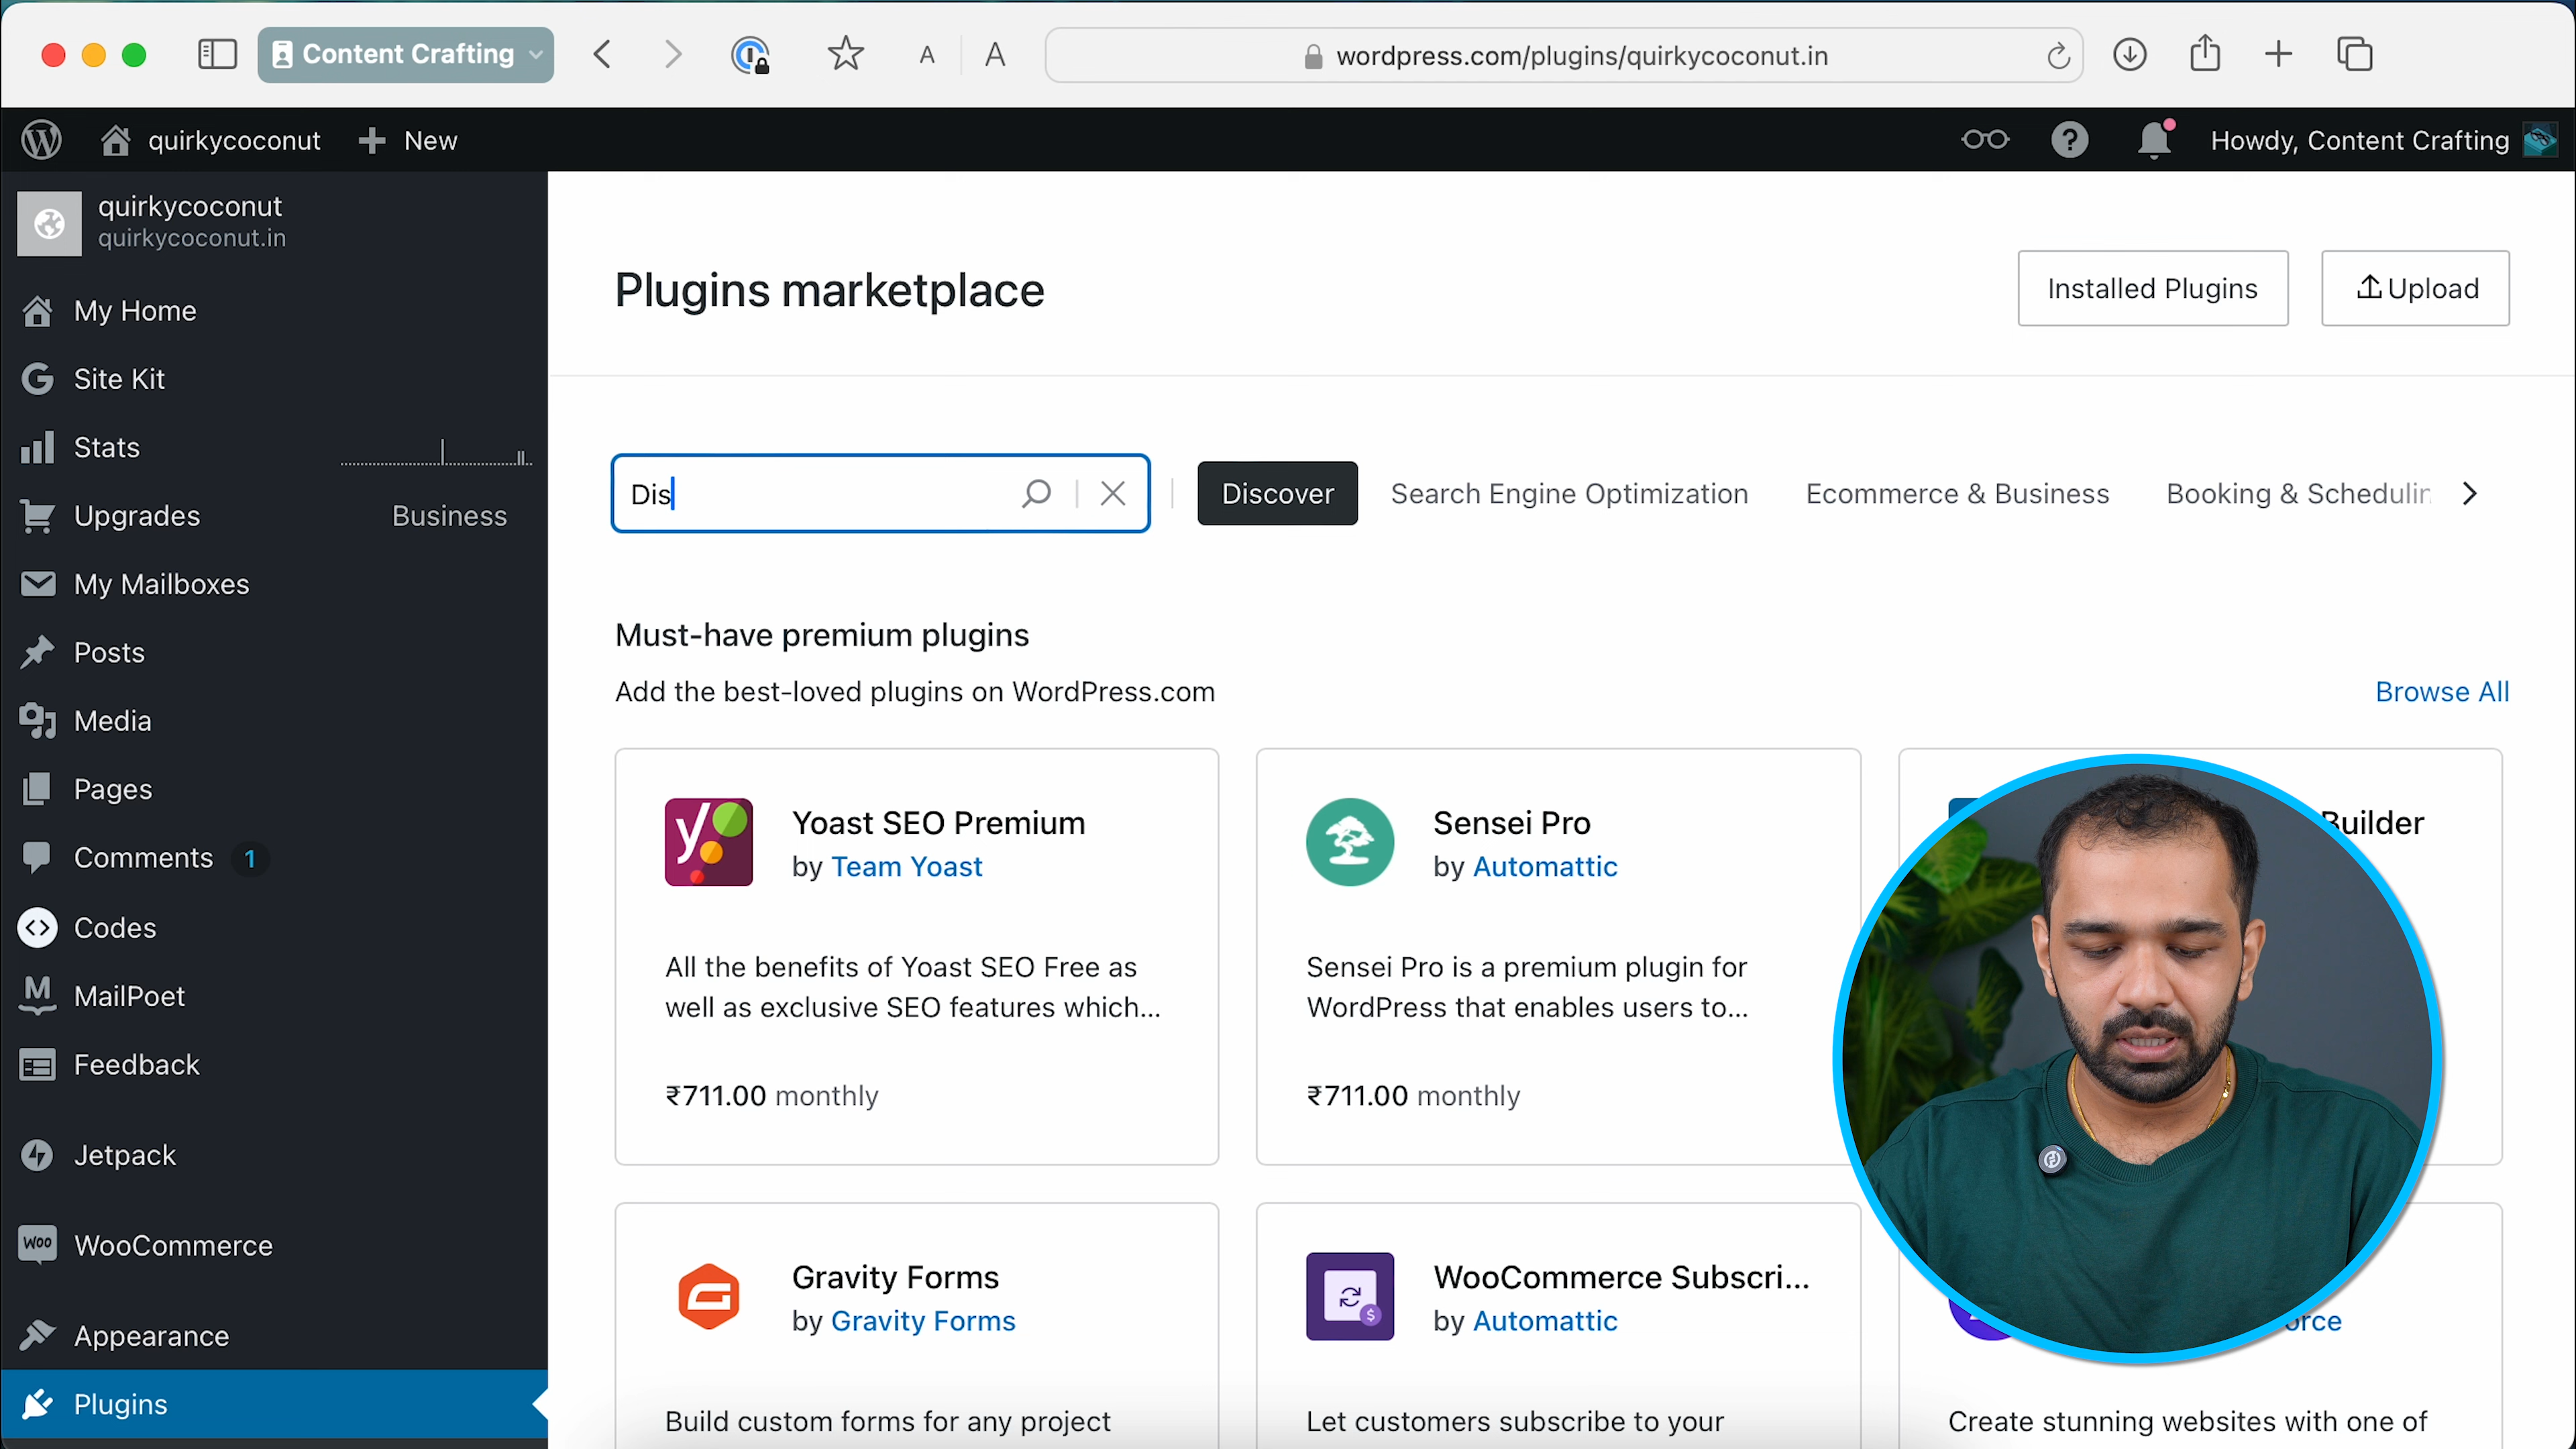 Content Crafting
A A
wordpress.com/plugins/quirkycoconut.in
quirkycoconut
New
Howdy, Content Crafting
quirkycoconut
quirkycoconut.in
My Home
Site Kit
Stats
Upgrades Business
My Mailboxes
Posts
Media
Pages
Comments 1
Codes
MailPoet
Feedback
Jetpack
WooCommerce
Appearance
Plugins
Plugins marketplace
Installed Plugins
Upload
Dis
Discover
Search Engine Optimization
Ecommerce & Business
Booking & Schedulin
Must-have premium plugins
Add the best-loved plugins on WordPress.com
Browse All
Yoast SEO Premium
by Team Yoast
All the benefits of Yoast SEO Free as
well as exclusive SEO features which...
₹711.00 monthly
Sensei Pro
by Automattic
Sensei Pro is a premium plugin for
WordPress that enables users to...
₹711.00 monthly
Builder
Gravity Forms
by Gravity Forms
Build custom forms for any project
WooCommerce Subscri...
by Automattic
Let customers subscribe to your
Create stunning websites with one of